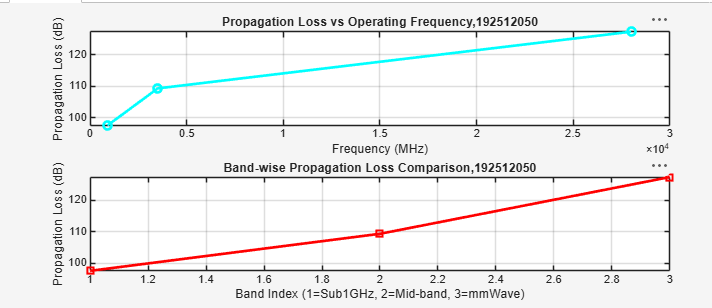 Propagation Loss vs Operating Frequency,192512050
Propagation Loss (dB)
120
110
100
0 0.5 1 1.5 2 2.5 3
Frequency (MHz)
×10⁴
Band-wise Propagation Loss Comparison,192512050
Propagation Loss (dB)
120
110
100
1 1.2 1.4 1.6 1.8 2 2.2 2.4 2.6 2.8 3
Band Index (1=Sub1GHz, 2=Mid-band, 3=mmWave)